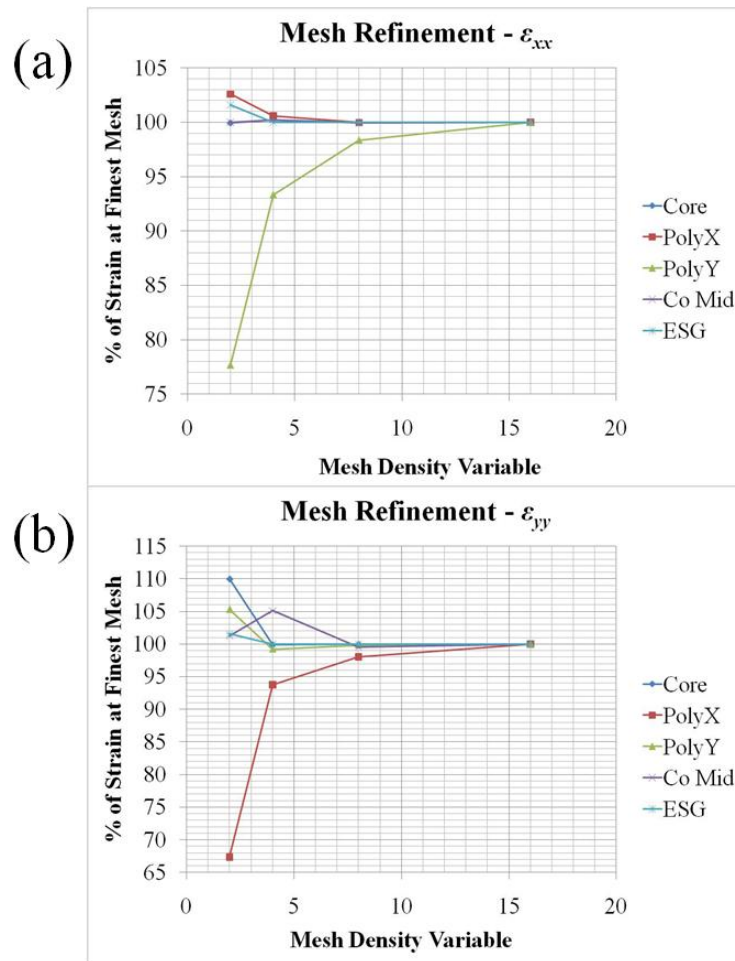 (a)
Mesh Refinement - εxx
% of Strain at Finest Mesh
105
100
95
90
85
80
75
0 5 10 15 20
Mesh Density Variable
Core
PolyX
PolyY
Co Mid
ESG
(b)
Mesh Refinement - εyy
% of Strain at Finest Mesh
115
110
105
100
95
90
85
80
75
70
65
0 5 10 15 20
Mesh Density Variable
Core
PolyX
PolyY
Co Mid
ESG